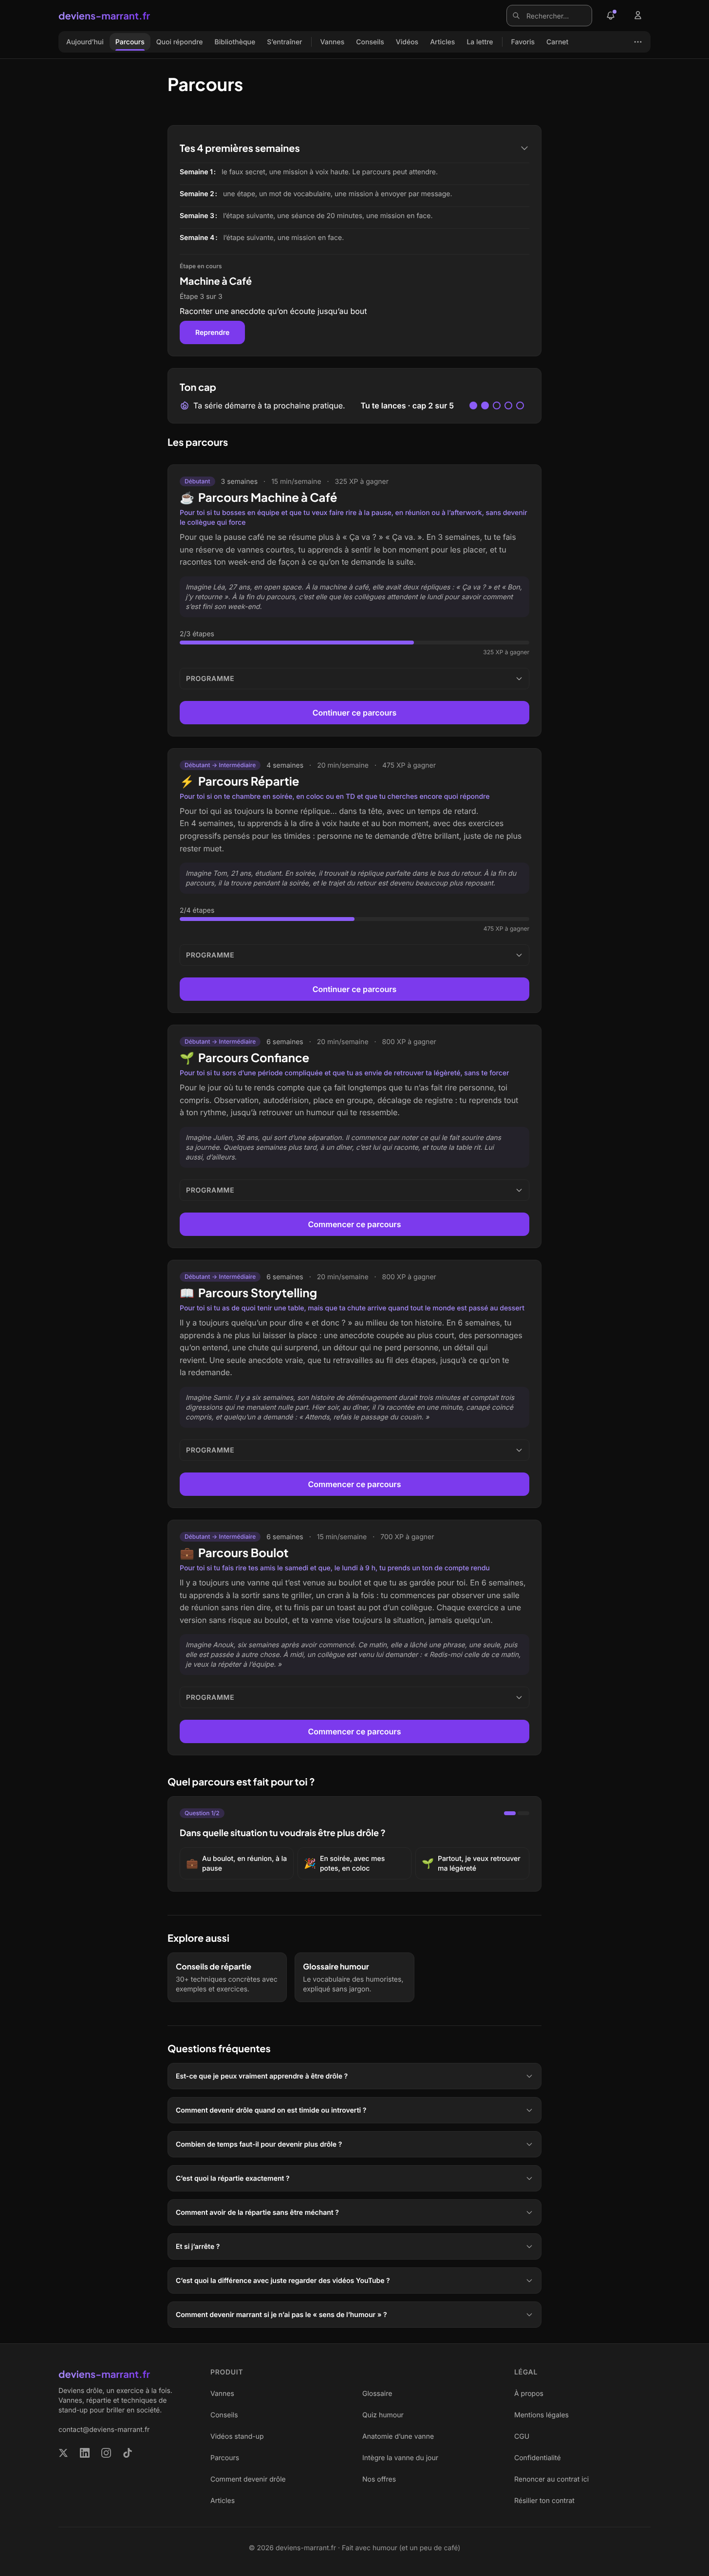 deviens-marrant.fr
Rechercher...
Aujourd'hui Parcours Quoi répondre Bibliothèque S'entraîner Vannes Conseils Vidéos Articles La lettre Favoris Carnet
Parcours
Tes 4 premières semaines
Semaine 1 : le faux secret, une mission à voix haute. Le parcours peut attendre.
Semaine 2 : une étape, un mot de vocabulaire, une mission à envoyer par message.
Semaine 3 : l'étape suivante, une séance de 20 minutes, une mission en face.
Semaine 4 : l'étape suivante, une mission en face.
Étape en cours
Machine à Café
Étape 3 sur 3
Raconter une anecdote qu'on écoute jusqu'au bout
Reprendre
Ton cap
Ta série démarre à ta prochaine pratique. Tu te lances · cap 2 sur 5
Les parcours
Débutant 3 semaines · 15 min/semaine · 325 XP à gagner
Parcours Machine à Café
Pour toi si tu bosses en équipe et que tu veux faire rire à la pause, en réunion ou à l'afterwork, sans devenir
le collègue qui force
Pour que la pause café ne se résume plus à « Ça va ? » « Ça va. ». En 3 semaines, tu te fais
une réserve de vannes courtes, tu apprends à sentir le bon moment pour les placer, et tu
racontes ton week-end de façon à ce qu'on te demande la suite.
Imagine Léa, 27 ans, en open space. À la machine à café, elle avait deux répliques : « Ça va ? » et « Bon,
j'y retourne ». À la fin du parcours, c'est elle que les collègues attendent le lundi pour savoir comment
s'est fini son week-end.
2/3 étapes
325 XP à gagner
PROGRAMME
Continuer ce parcours
Débutant → Intermédiaire 4 semaines · 20 min/semaine · 475 XP à gagner
Parcours Répartie
Pour toi si on te chambre en soirée, en coloc ou en TD et que tu cherches encore quoi répondre
Pour toi qui as toujours la bonne réplique... dans ta tête, avec un temps de retard.
En 4 semaines, tu apprends à la dire à voix haute et au bon moment, avec des exercices
progressifs pensés pour les timides : personne ne te demande d'être brillant, juste de ne plus
rester muet.
Imagine Tom, 21 ans, étudiant. En soirée, il trouvait la réplique parfaite dans le bus du retour. À la fin du
parcours, il la trouve pendant la soirée, et le trajet du retour est devenu beaucoup plus reposant.
2/4 étapes
475 XP à gagner
PROGRAMME
Continuer ce parcours
Débutant → Intermédiaire 6 semaines · 20 min/semaine · 800 XP à gagner
Parcours Confiance
Pour toi si tu sors d'une période compliquée et que tu as envie de retrouver ta légèreté, sans te forcer
Pour le jour où tu te rends compte que ça fait longtemps que tu n'as fait rire personne, toi
compris. Observation, autodérision, place en groupe, décalage de registre : tu reprends tout
à ton rythme, jusqu'à retrouver un humour qui te ressemble.
Imagine Julien, 36 ans, qui sort d'une séparation. Il commence par noter ce qui le fait sourire dans
sa journée. Quelques semaines plus tard, à un dîner, c'est lui qui raconte, et toute la table rit. Lui
aussi, d'ailleurs.
PROGRAMME
Commencer ce parcours
Débutant → Intermédiaire 6 semaines · 20 min/semaine · 800 XP à gagner
Parcours Storytelling
Pour toi si tu as de quoi tenir une table, mais que ta chute arrive quand tout le monde est passé au dessert
Il y a toujours quelqu'un pour dire « et donc ? » au milieu de ton histoire. En 6 semaines, tu
apprends à ne plus lui laisser la place : une anecdote coupée au plus court, des personnages
qu'on entend, une chute qui surprend, un détour qui ne perd personne, un détail qui
revient. Une seule anecdote vraie, que tu retravailles au fil des étapes, jusqu'à ce qu'on te
la redemande.
Imagine Samir. Il y a six semaines, son histoire de déménagement durait trois minutes et comptait trois
digressions qui ne menaient nulle part. Hier soir, au dîner, il l'a racontée en une minute, canapé coincé
compris, et quelqu'un a demandé : « Attends, refais le passage du cousin. »
PROGRAMME
Commencer ce parcours
Débutant → Intermédiaire 6 semaines · 15 min/semaine · 700 XP à gagner
Parcours Boulot
Pour toi si tu fais rire tes amis le samedi et que, le lundi à 9 h, tu prends un ton de compte rendu
Il y a toujours une vanne qui t'est venue au boulot et que tu as gardée pour toi. En 6 semaines,
tu apprends à la sortir sans te griller, un cran à la fois : tu commences par observer une salle
de réunion sans rien dire, et tu finis par un toast au pot d'un collègue. Chaque exercice a une
version sans risque au boulot, et ta vanne vise toujours la situation, jamais quelqu'un.
Imagine Anouk, six semaines après avoir commencé. Ce matin, elle a lâché une phrase, une seule, puis
elle est passée à autre chose. À midi, un collègue est venu lui demander : « Redis-moi celle de ce matin,
je veux la répéter à l'équipe. »
PROGRAMME
Commencer ce parcours
Quel parcours est fait pour toi ?
Question 1/2
Dans quelle situation tu voudrais être plus drôle ?
Au boulot, en réunion, à la
pause
En soirée, avec mes
potes, en coloc
Partout, je veux retrouver
ma légèreté
Explore aussi
Conseils de répartie
30+ techniques concrètes avec
exemples et exercices.
Glossaire humour
Le vocabulaire des humoristes,
expliqué sans jargon.
Questions fréquentes
Est-ce que je peux vraiment apprendre à être drôle ?
Comment devenir drôle quand on est timide ou introverti ?
Combien de temps faut-il pour devenir plus drôle ?
C'est quoi la répartie exactement ?
Comment avoir de la répartie sans être méchant ?
Et si j'arrête ?
C'est quoi la différence avec juste regarder des vidéos YouTube ?
Comment devenir marrant si je n'ai pas le « sens de l'humour » ?
deviens-marrant.fr
Deviens drôle, un exercice à la fois.
Vannes, répartie et techniques de
stand-up pour briller en société.
contact@deviens-marrant.fr
PRODUIT
Vannes
Conseils
Vidéos stand-up
Parcours
Comment devenir drôle
Articles
Glossaire
Quiz humour
Anatomie d'une vanne
Intègre la vanne du jour
Nos offres
LÉGAL
À propos
Mentions légales
CGU
Confidentialité
Renoncer au contrat ici
Résilier ton contrat
© 2026 deviens-marrant.fr · Fait avec humour (et un peu de café)